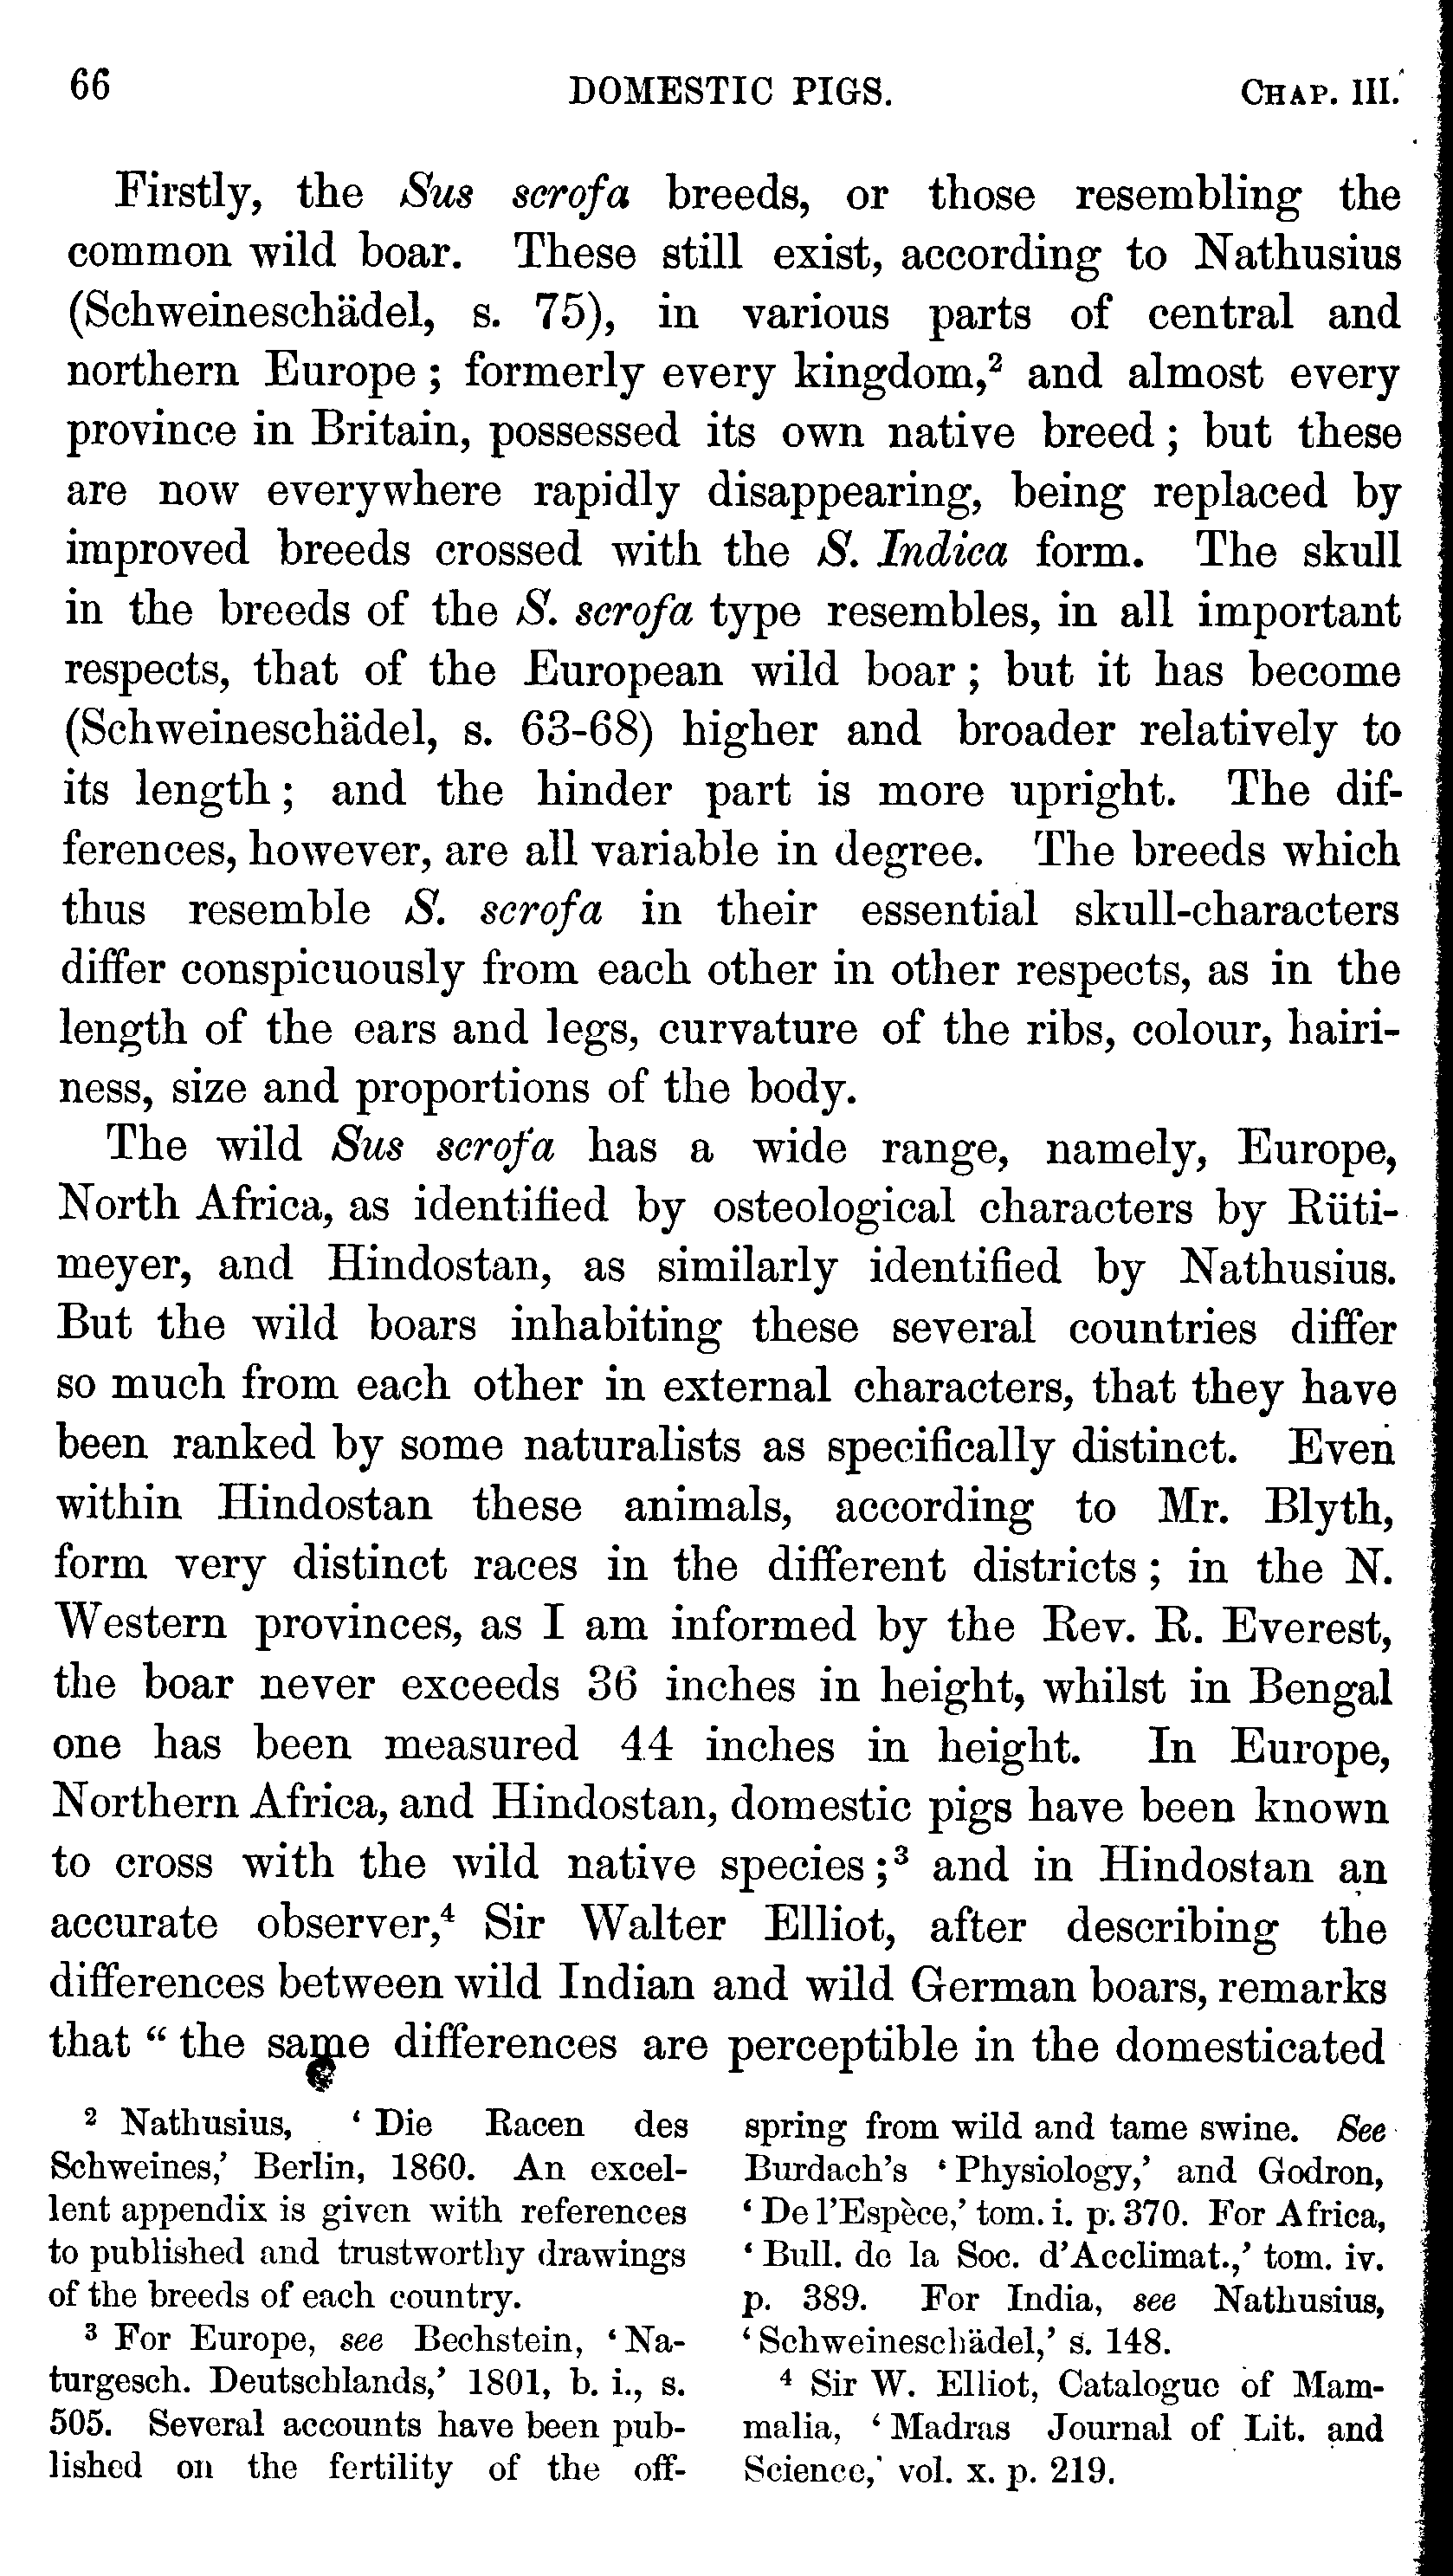 66 DOMESTIC PIGS. CHAP. III.
Firstly, the Sus scrofa breeds, or those resembling the
common wild boar. These still exist, according to Nathusius
(Schweineschädel, s. 75), in various parts of central and
northern Europe; formerly every kingdom,² and almost every
province in Britain, possessed its own native breed; but these
are now everywhere rapidly disappearing, being replaced by
improved breeds crossed with the S. Indica form. The skull
in the breeds of the S. scrofa type resembles, in all important
respects, that of the European wild boar; but it has become
(Schweineschädel, s. 63-68) higher and broader relatively to
its length; and the hinder part is more upright. The dif-
ferences, however, are all variable in degree. The breeds which
thus resemble S. scrofa in their essential skull-characters
differ conspicuously from each other in other respects, as in the
length of the ears and legs, curvature of the ribs, colour, hairi-
ness, size and proportions of the body.
The wild Sus scrofa has a wide range, namely, Europe,
North Africa, as identified by osteological characters by Rüti-
meyer, and Hindostan, as similarly identified by Nathusius.
But the wild boars inhabiting these several countries differ
so much from each other in external characters, that they have
been ranked by some naturalists as specifically distinct. Even
within Hindostan these animals, according to Mr. Blyth,
form very distinct races in the different districts; in the N.
Western provinces, as I am informed by the Rev. R. Everest,
the boar never exceeds 36 inches in height, whilst in Bengal
one has been measured 44 inches in height. In Europe,
Northern Africa, and Hindostan, domestic pigs have been known
to cross with the wild native species;³ and in Hindostan an
accurate observer,⁴ Sir Walter Elliot, after describing the
differences between wild Indian and wild German boars, remarks
that “ the same differences are perceptible in the domesticated
² Nathusius, ‘ Die Racen des
Schweines,’ Berlin, 1860. An excel-
lent appendix is given with references
to published and trustworthy drawings
of the breeds of each country.
³ For Europe, see Bechstein, ‘ Na-
turgesch. Deutschlands,’ 1801, b. i., s.
505. Several accounts have been pub-
lished on the fertility of the off-
spring from wild and tame swine. See
Burdach's ‘ Physiology,’ and Godron,
‘ De l'Espèce,’ tom. i. p. 370. For Africa,
‘ Bull. de la Soc. d'Acclimat.,’ tom. iv.
p. 389. For India, see Nathusius,
‘ Schweineschädel,’ s. 148.
⁴ Sir W. Elliot, Catalogue of Mam-
malia, ‘ Madras Journal of Lit. and
Science,’ vol. x. p. 219.